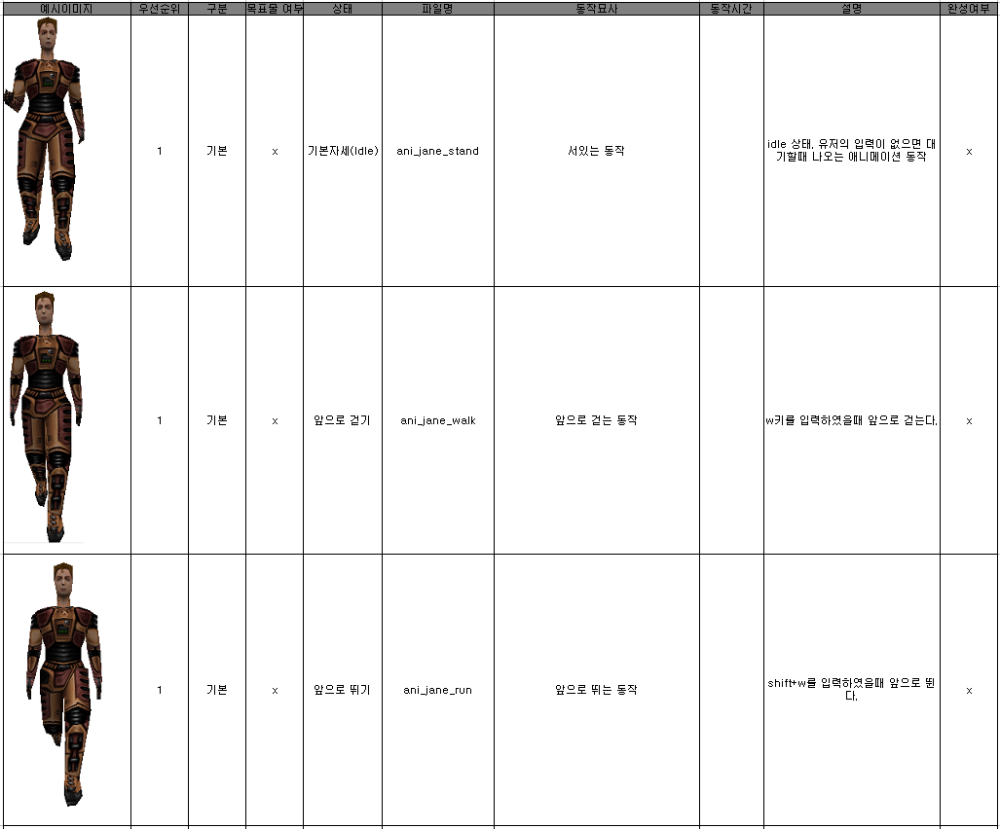 예시이미지 우선순위 구분 목표물 여부 상태 파일명 동작묘사 동작시간 설명 완성여부
1 기본 x 기본자세(Idle) ani_jane_stand 서있는 동작 idle 상태. 유저의 입력이 없으면 대
기할때 나오는 애니메이션 동작 x
1 기본 x 앞으로 걷기 ani_jane_walk 앞으로 걷는 동작 w키를 입력하였을때 앞으로 걷는다. x
1 기본 x 앞으로 뛰기 ani_jane_run 앞으로 뛰는 동작 shift+w를 입력하였을때 앞으로 뛴
다. x